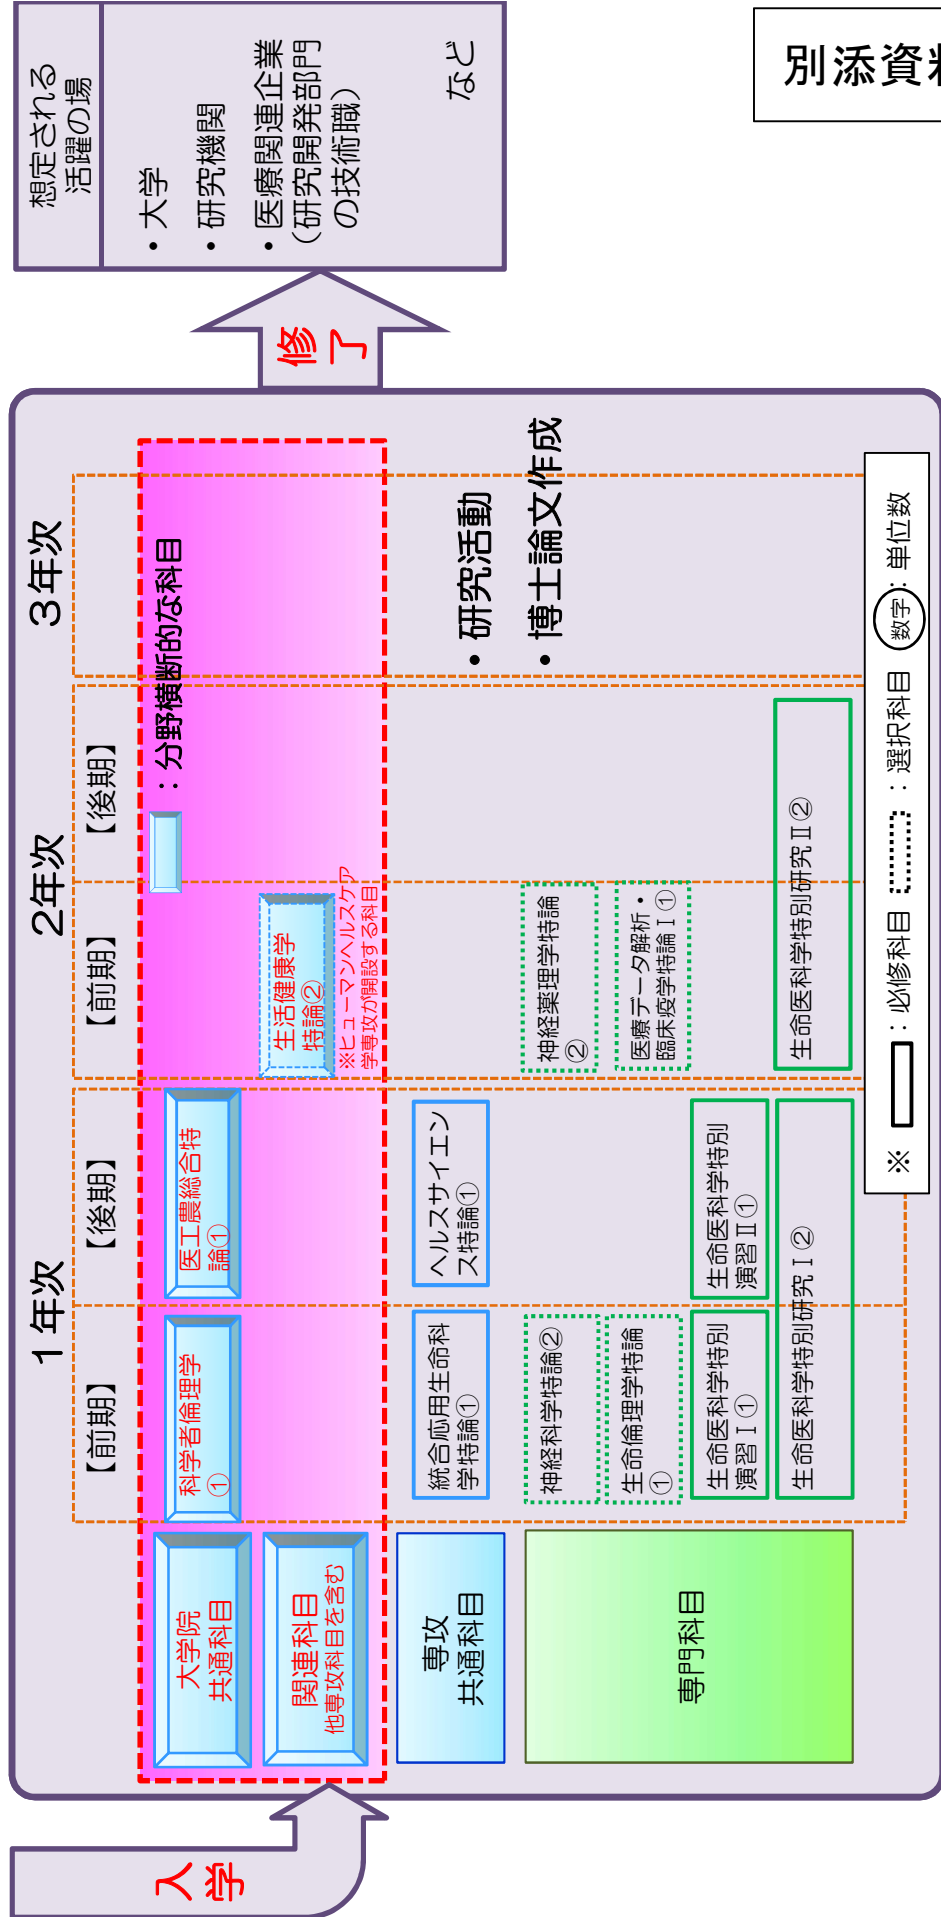 別添資料
入学
1年次
2年次
3年次
【前期】
【後期】
【前期】
【後期】
：分野横断的な科目
大学院
共通科目
科学者倫理学
①
医工農総合特
論①
関連科目
他専攻科目を含む
生活健康学
特論②
※ヒューマンヘルスケア
学専攻が開設する科目
専攻
共通科目
統合応用生命科
学特論①
ヘルスサイエン
ス特論①
・研究活動
・博士論文作成
専門科目
神経科学特論②
神経薬理学特論
②
生命倫理学特論
①
医療データ解析・
臨床疫学特論Ⅰ①
生命医科学特別
演習Ⅰ①
生命医科学特別
演習Ⅱ①
生命医科学特別研究Ⅰ②
生命医科学特別研究Ⅱ②
※ ：必修科目 ：選択科目 数字：単位数
修了
想定される
活躍の場
・大学
・研究機関
・医療関連企業
（研究開発部門
の技術職）
など